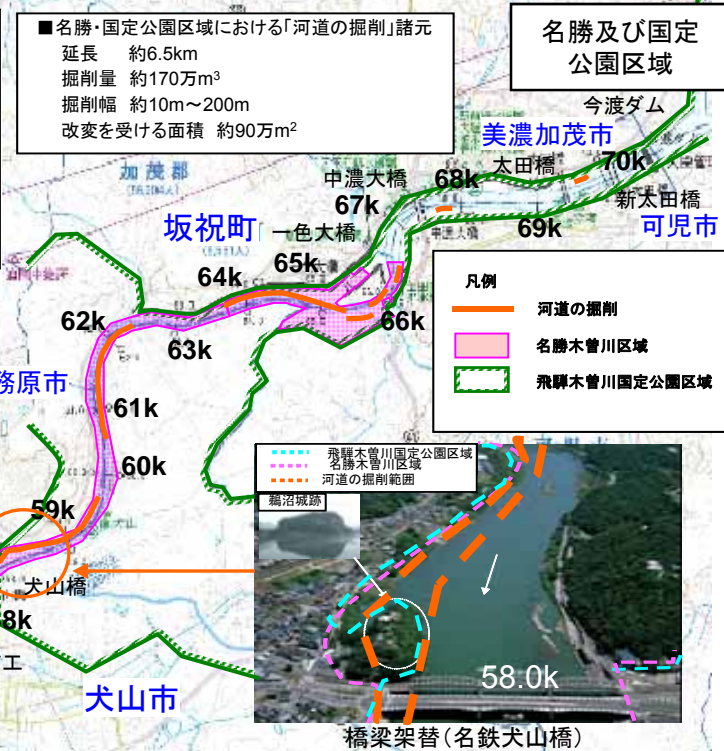 ■名勝・国定公園区域における｢河道の掘削｣諸元
延長　約6.5km
掘削量 約170万m³
掘削幅 約10m～200m
改変を受ける面積 約90万m²
名勝及び国定
公園区域
今渡ダム
美濃加茂市
太田橋
70k
加茂郡
中濃大橋
68k
新太田橋
67k
69k
可児市
坂祝町
一色大橋
65k
64k
66k
63k
62k
務原市
61k
60k
59k
犬山橋
8k
工
犬山市
凡例
河道の掘削
名勝木曽川区域
飛騨木曽川国定公園区域
飛騨木曽川国定公園区域
名勝木曽川区域
河道の掘削範囲
鵜沼城跡
58.0k
橋梁架替(名鉄犬山橋)